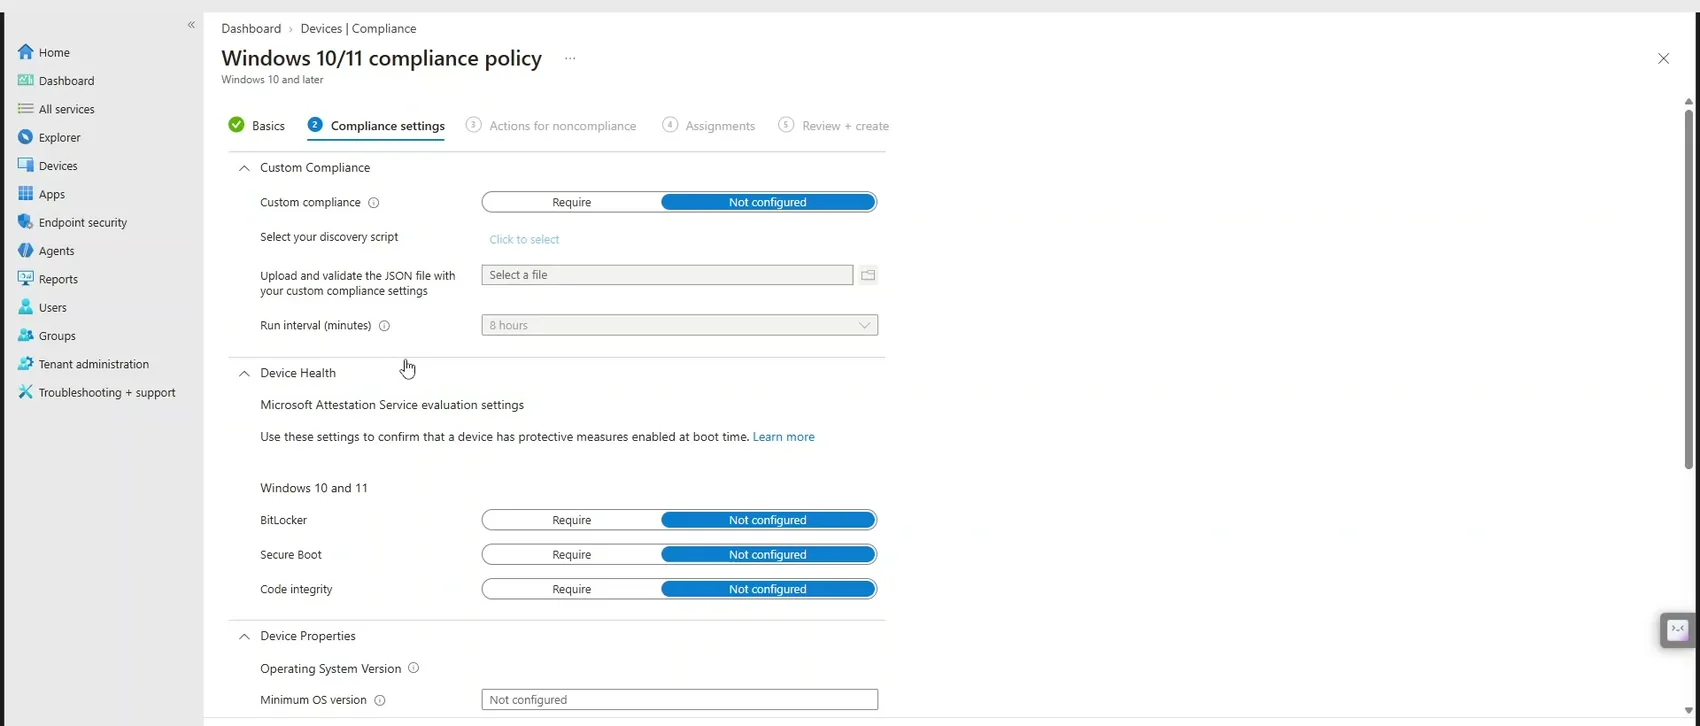 «
Home
Dashboard
All services
Explorer
Devices
Apps
Endpoint security
Agents
Reports
Users
Groups
Tenant administration
Troubleshooting + support
Dashboard › Devices | Compliance
Windows 10/11 compliance policy ...
Windows 10 and later
Basics 2 Compliance settings 3 Actions for noncompliance 4 Assignments 5 Review + create
Custom Compliance
Custom compliance Require Not configured
Select your discovery script Click to select
Upload and validate the JSON file with Select a file
your custom compliance settings
Run interval (minutes) 8 hours
Device Health
Microsoft Attestation Service evaluation settings
Use these settings to confirm that a device has protective measures enabled at boot time. Learn more
Windows 10 and 11
BitLocker Require Not configured
Secure Boot Require Not configured
Code integrity Require Not configured
Device Properties
Operating System Version
Minimum OS version Not configured